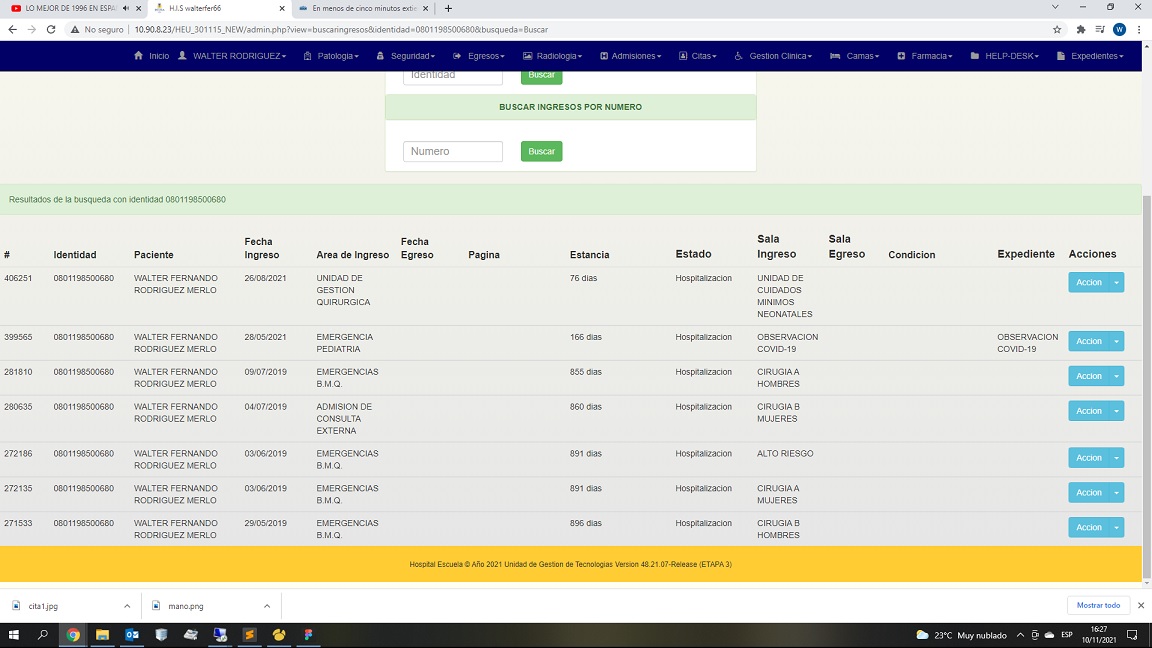 LO MEJOR DE 1996 EN ESPA
H.I.S walterfer66
En menos de cinco minutos extie
No seguro
10.90.8.23/HEU_301115_NEW/admin.php?view=buscaringresos&identidad=0801198500680&busqueda=Buscar
W
Inicio WALTER RODRIGUEZ Patologia Seguridad Egresos Radiologia Admisiones Citas Gestion Clinica Camas Farmacia HELP-DESK Expedientes
Identidad Buscar
BUSCAR INGRESOS POR NUMERO
Numero Buscar
Resultados de la busqueda con identidad 0801198500680
# Identidad Paciente Fecha Ingreso Area de Ingreso Fecha Egreso Pagina Estancia Estado Sala Ingreso Sala Egreso Condicion Expediente Acciones
406251 0801198500680 WALTER FERNANDO RODRIGUEZ MERLO 26/08/2021 UNIDAD DE GESTION QUIRURGICA 76 dias Hospitalizacion UNIDAD DE CUIDADOS MINIMOS NEONATALES Accion
399565 0801198500680 WALTER FERNANDO RODRIGUEZ MERLO 28/05/2021 EMERGENCIA PEDIATRIA 166 dias Hospitalizacion OBSERVACION COVID-19 OBSERVACION COVID-19 Accion
281810 0801198500680 WALTER FERNANDO RODRIGUEZ MERLO 09/07/2019 EMERGENCIAS B.M.Q. 855 dias Hospitalizacion CIRUGIA A HOMBRES Accion
280635 0801198500680 WALTER FERNANDO RODRIGUEZ MERLO 04/07/2019 ADMISION DE CONSULTA EXTERNA 860 dias Hospitalizacion CIRUGIA B MUJERES Accion
272186 0801198500680 WALTER FERNANDO RODRIGUEZ MERLO 03/06/2019 EMERGENCIAS B.M.Q. 891 dias Hospitalizacion ALTO RIESGO Accion
272135 0801198500680 WALTER FERNANDO RODRIGUEZ MERLO 03/06/2019 EMERGENCIAS B.M.Q. 891 dias Hospitalizacion CIRUGIA A MUJERES Accion
271533 0801198500680 WALTER FERNANDO RODRIGUEZ MERLO 29/05/2019 EMERGENCIAS B.M.Q. 896 dias Hospitalizacion CIRUGIA B HOMBRES Accion
Hospital Escuela © Año 2021 Unidad de Gestion de Tecnologias Version 48.21.07-Release (ETAPA 3)
cita1.jpg mano.png Mostrar todo
23°C Muy nublado ESP 16:27
10/11/2021